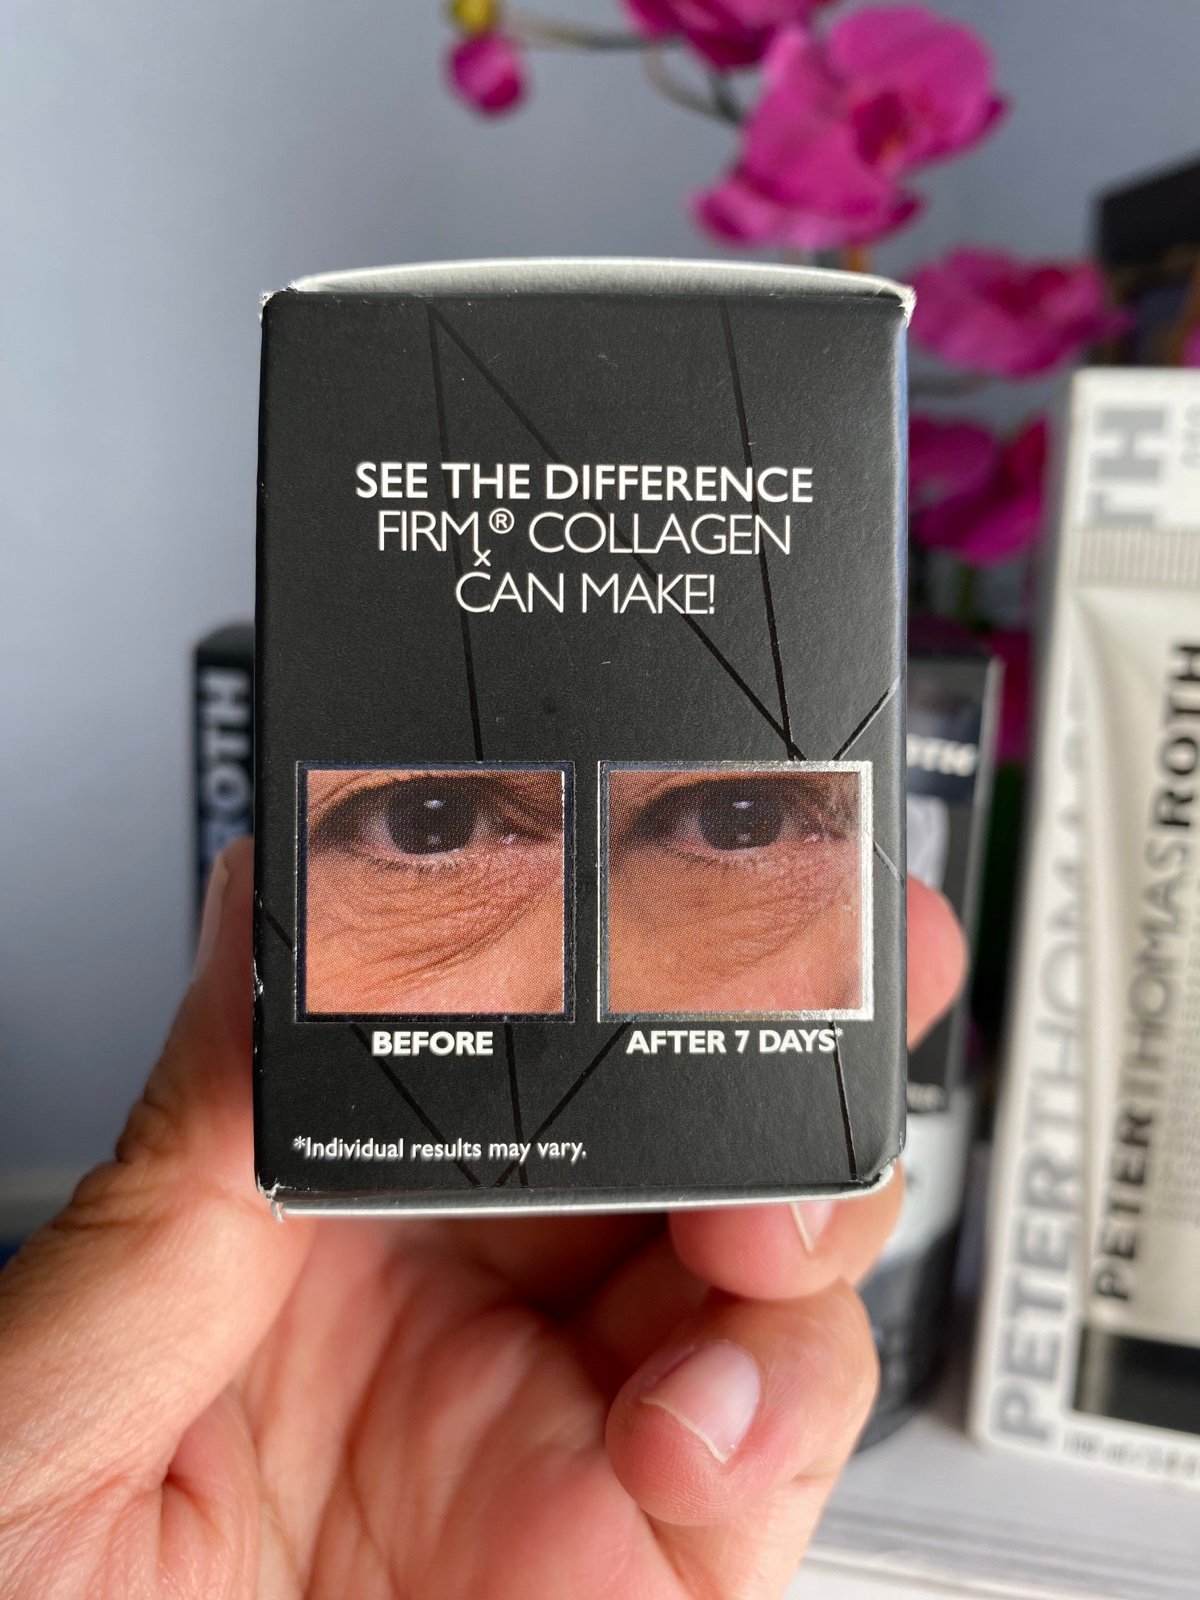 SEE THE DIFFERENCE
FIRMx® COLLAGEN
CAN MAKE!
BEFORE
AFTER 7 DAYS*
*Individual results may vary.
ROTH
PETER THOMAS
PETER THOMAS ROTH